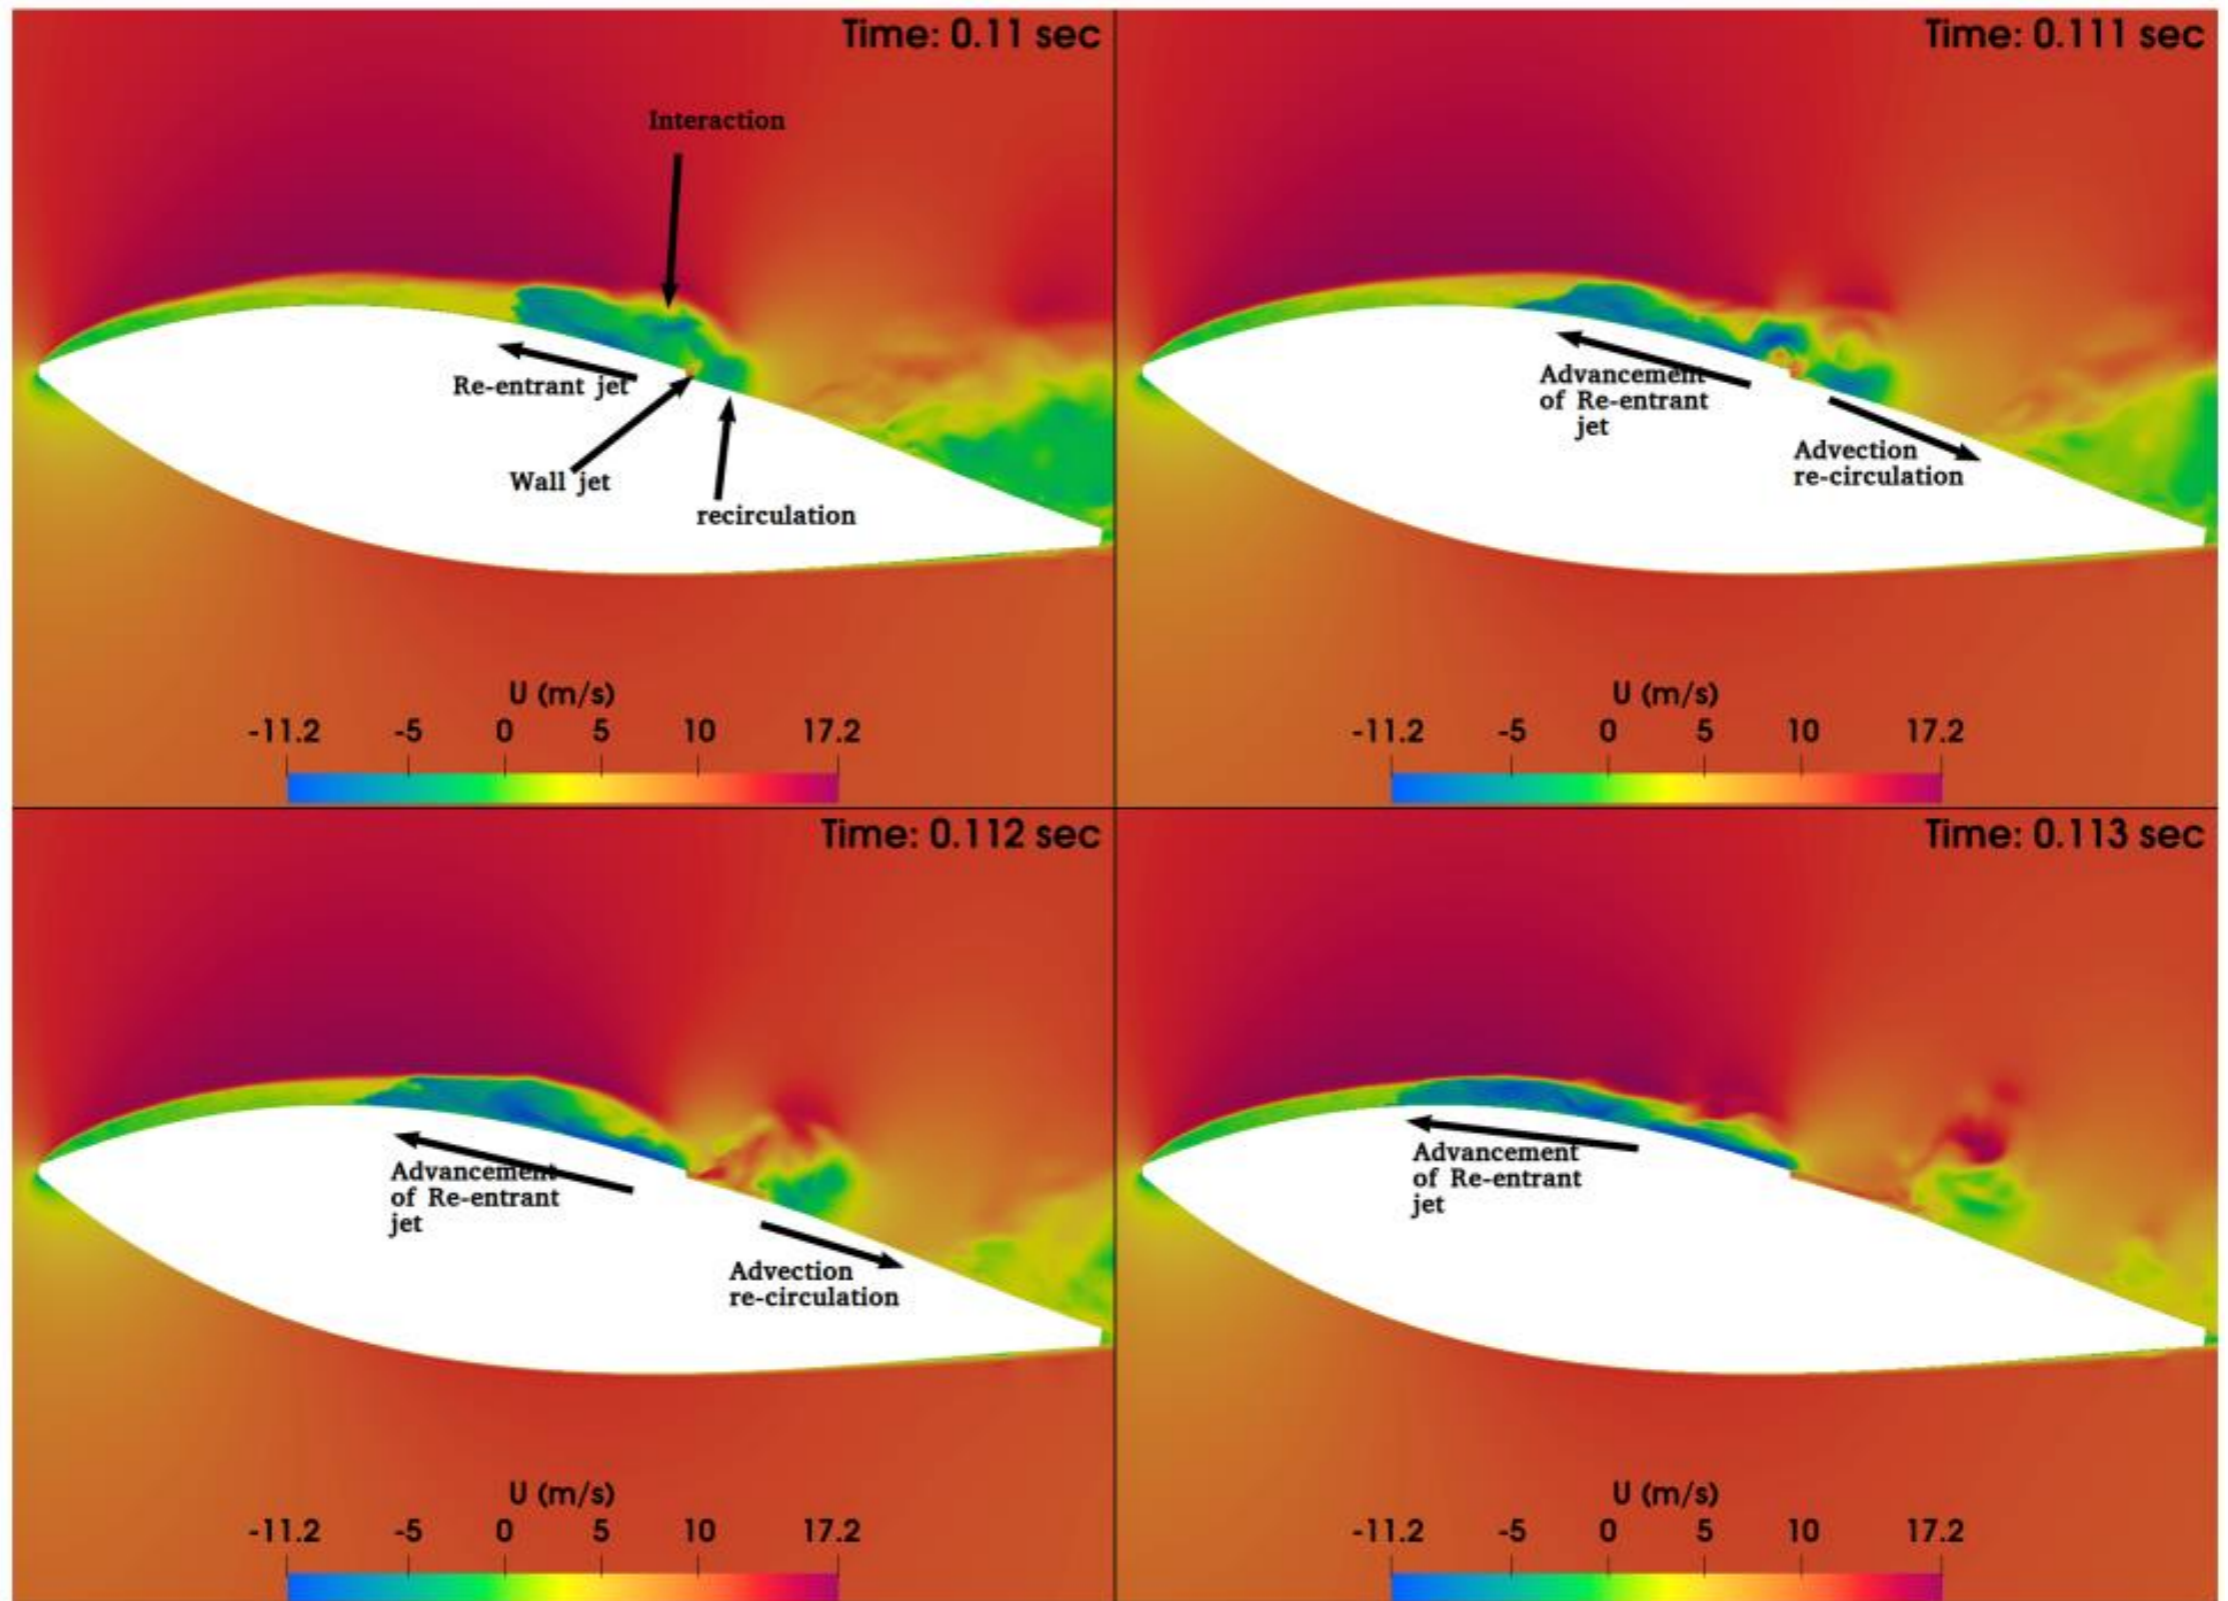 Time: 0.11 sec
Interaction
Re-entrant jet
Wall jet
recirculation
U (m/s)
-11.2 -5 0 5 10 17.2
Time: 0.111 sec
Advancement
of Re-entrant
jet
Advection
re-circulation
U (m/s)
-11.2 -5 0 5 10 17.2
Time: 0.112 sec
Advancement
of Re-entrant
jet
Advection
re-circulation
U (m/s)
-11.2 -5 0 5 10 17.2
Time: 0.113 sec
Advancement
of Re-entrant
jet
U (m/s)
-11.2 -5 0 5 10 17.2